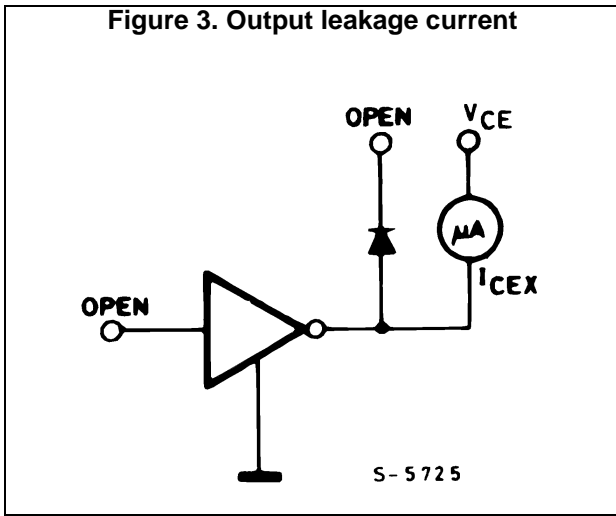 Figure 3. Output leakage current
OPEN
VCE
μA
ICEX
OPEN
S-5725